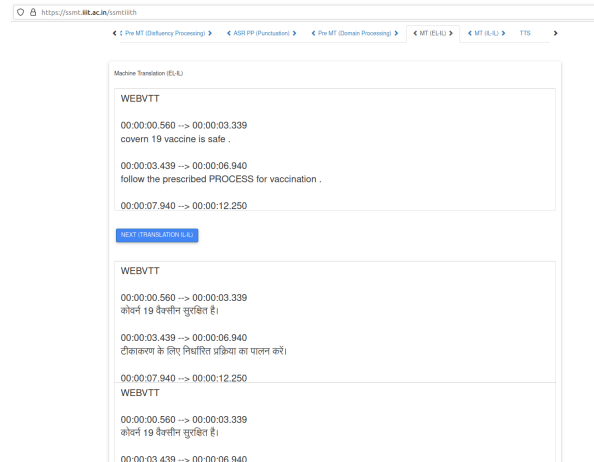 https://ssmt.iiit.ac.in/ssmtiiith
Pre MT (Disfluency Processing) ASR PP (Punctuation) Pre MT (Domain Processing) MT (EL-IL) MT (IL-IL) TTS
Machine Translation (EL-IL)
WEBVTT
00:00:00.560 --> 00:00:03.339
covern 19 vaccine is safe .
00:00:03.439 --> 00:00:06.940
follow the prescribed PROCESS for vaccination .
00:00:07.940 --> 00:00:12.250
NEXT (TRANSLATION IL-IL)
WEBVTT
00:00:00.560 --> 00:00:03.339
कोवर्न 19 वैक्सीन सुरक्षित है।
00:00:03.439 --> 00:00:06.940
टीकाकरण के लिए निर्धारित प्रक्रिया का पालन करें।
00:00:07.940 --> 00:00:12.250
WEBVTT
00:00:00.560 --> 00:00:03.339
कोवर्न 19 वैक्सीन सुरक्षित है।
00:00:03.439 --> 00:00:06.940